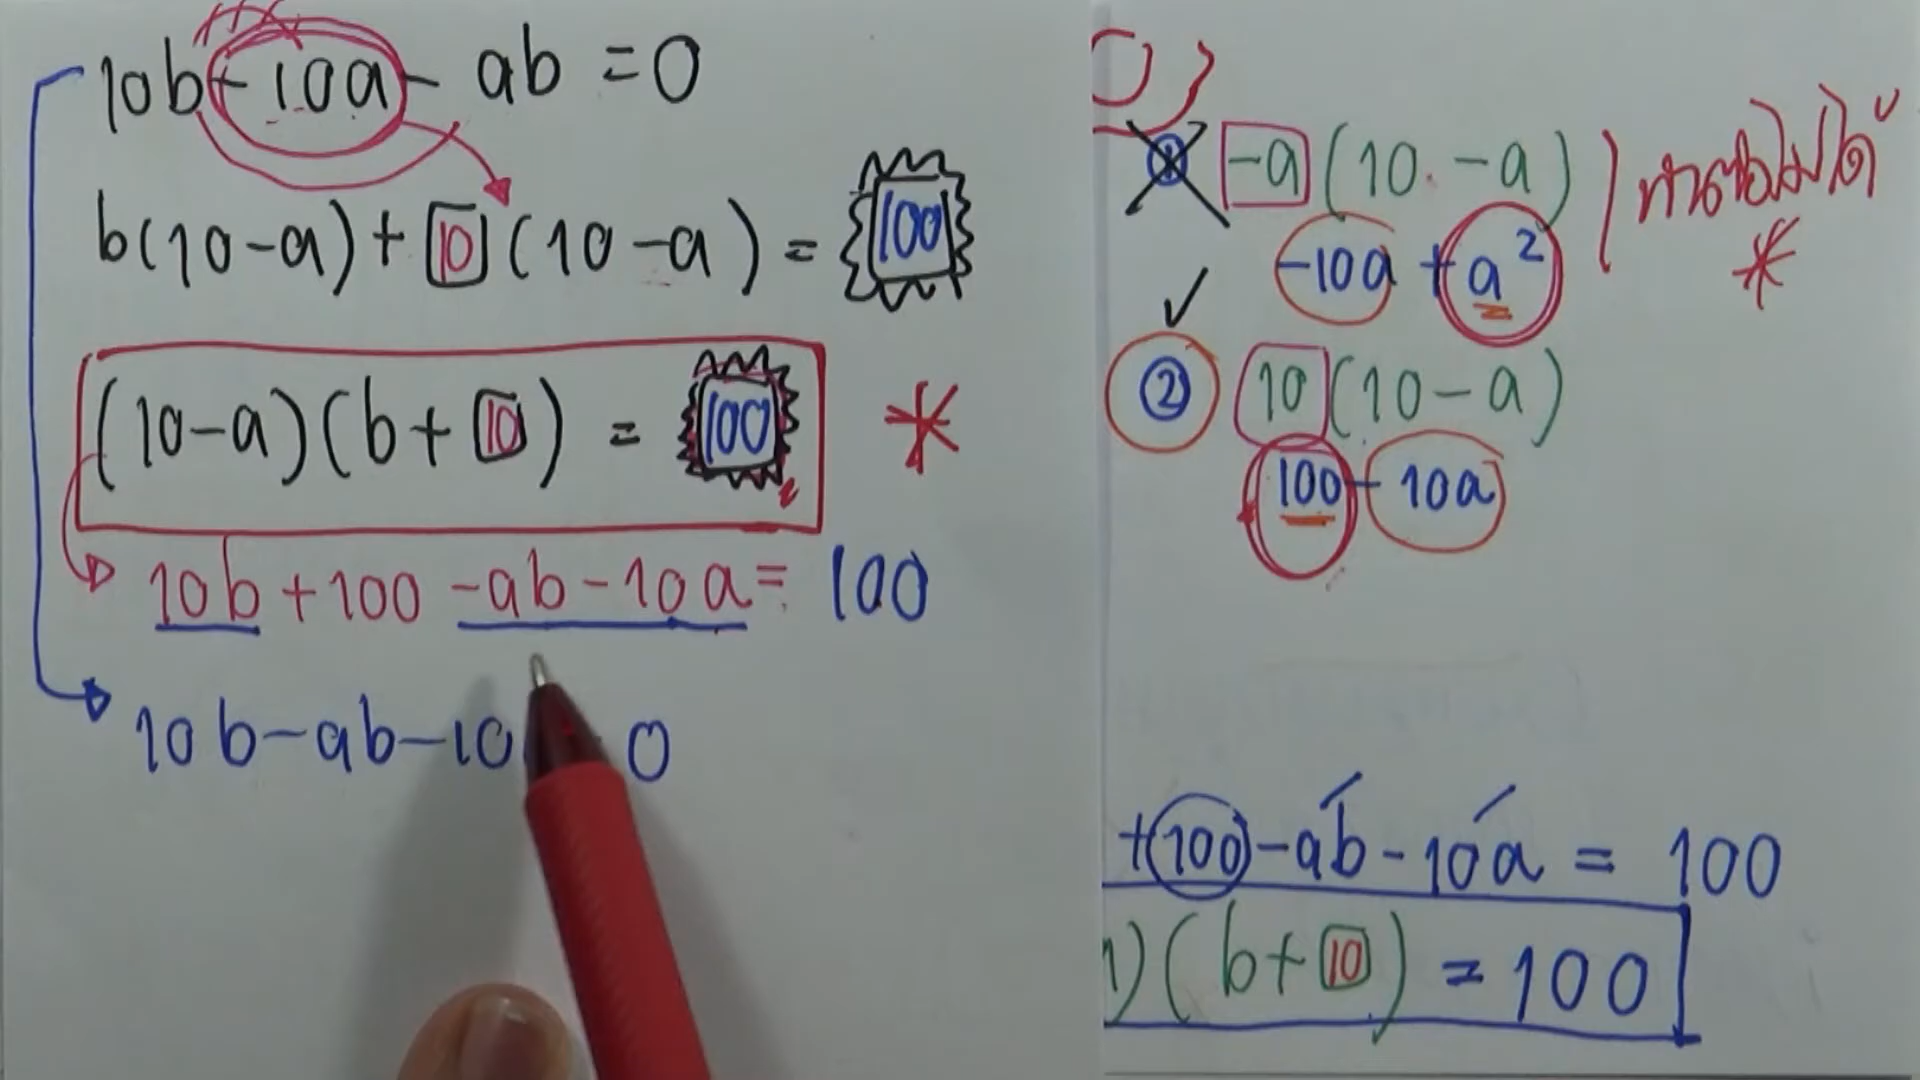 10b - 10a - ab = 0
b(10 - a) + 10 (10 - a) = 100
(10 - a)(b + 10) = 100
10b + 100 - ab - 10a = 100
10b - ab - 10 0
① -a (10 - a) ทำต่อไม่ได้
-10a + a²
② 10 (10 - a)
100 - 10a
+ 100 - ab - 10a = 100
) (b + 10) = 100